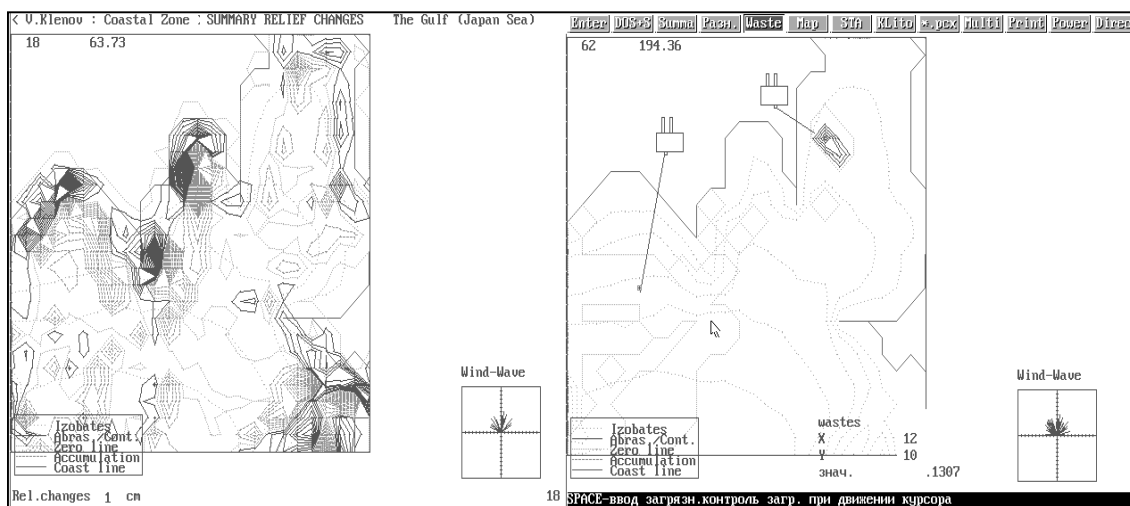 < V.Klenov : Coastal Zone : SUMMARY RELIEF CHANGES The Gulf (Japan Sea)
18 63.73
Wind-Wave
Izobates
Abras./Cont.
Zero line
Accumulation
Coast line
Rel.changes 1 cm 18
Enter DOS+S Summa Разн. Waste Map STA KLito *.pcx Multi Print Power Direc
62 194.36
Wind-Wave
Izobates
Abras./Cont.
Zero line
Accumulation
Coast line
wastes
X 12
Y 10
знач. .1307
SPACE-ввод загрязн.контроль загр. при движении курсора